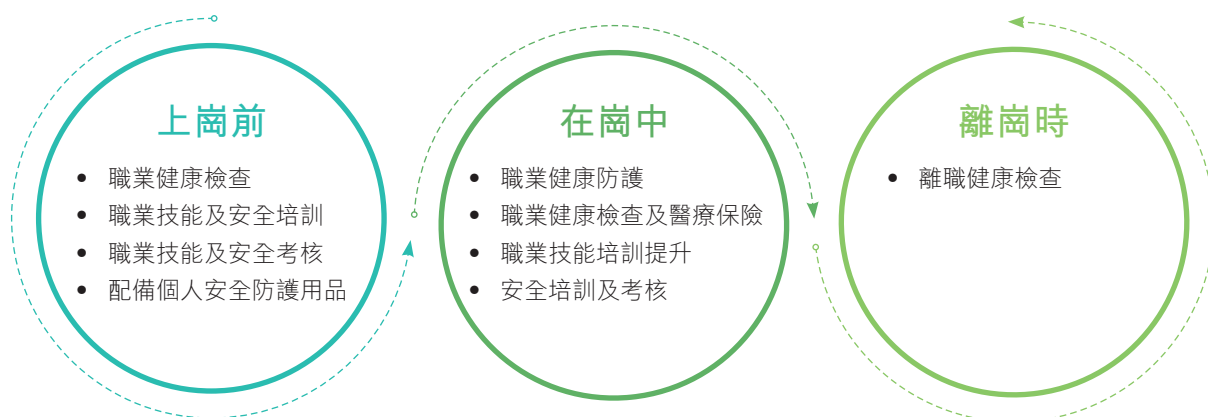 上崗前
• 職業健康檢查
• 職業技能及安全培訓
• 職業技能及安全考核
• 配備個人安全防護用品
在崗中
• 職業健康防護
• 職業健康檢查及醫療保險
• 職業技能培訓提升
• 安全培訓及考核
離崗時
• 離職健康檢查